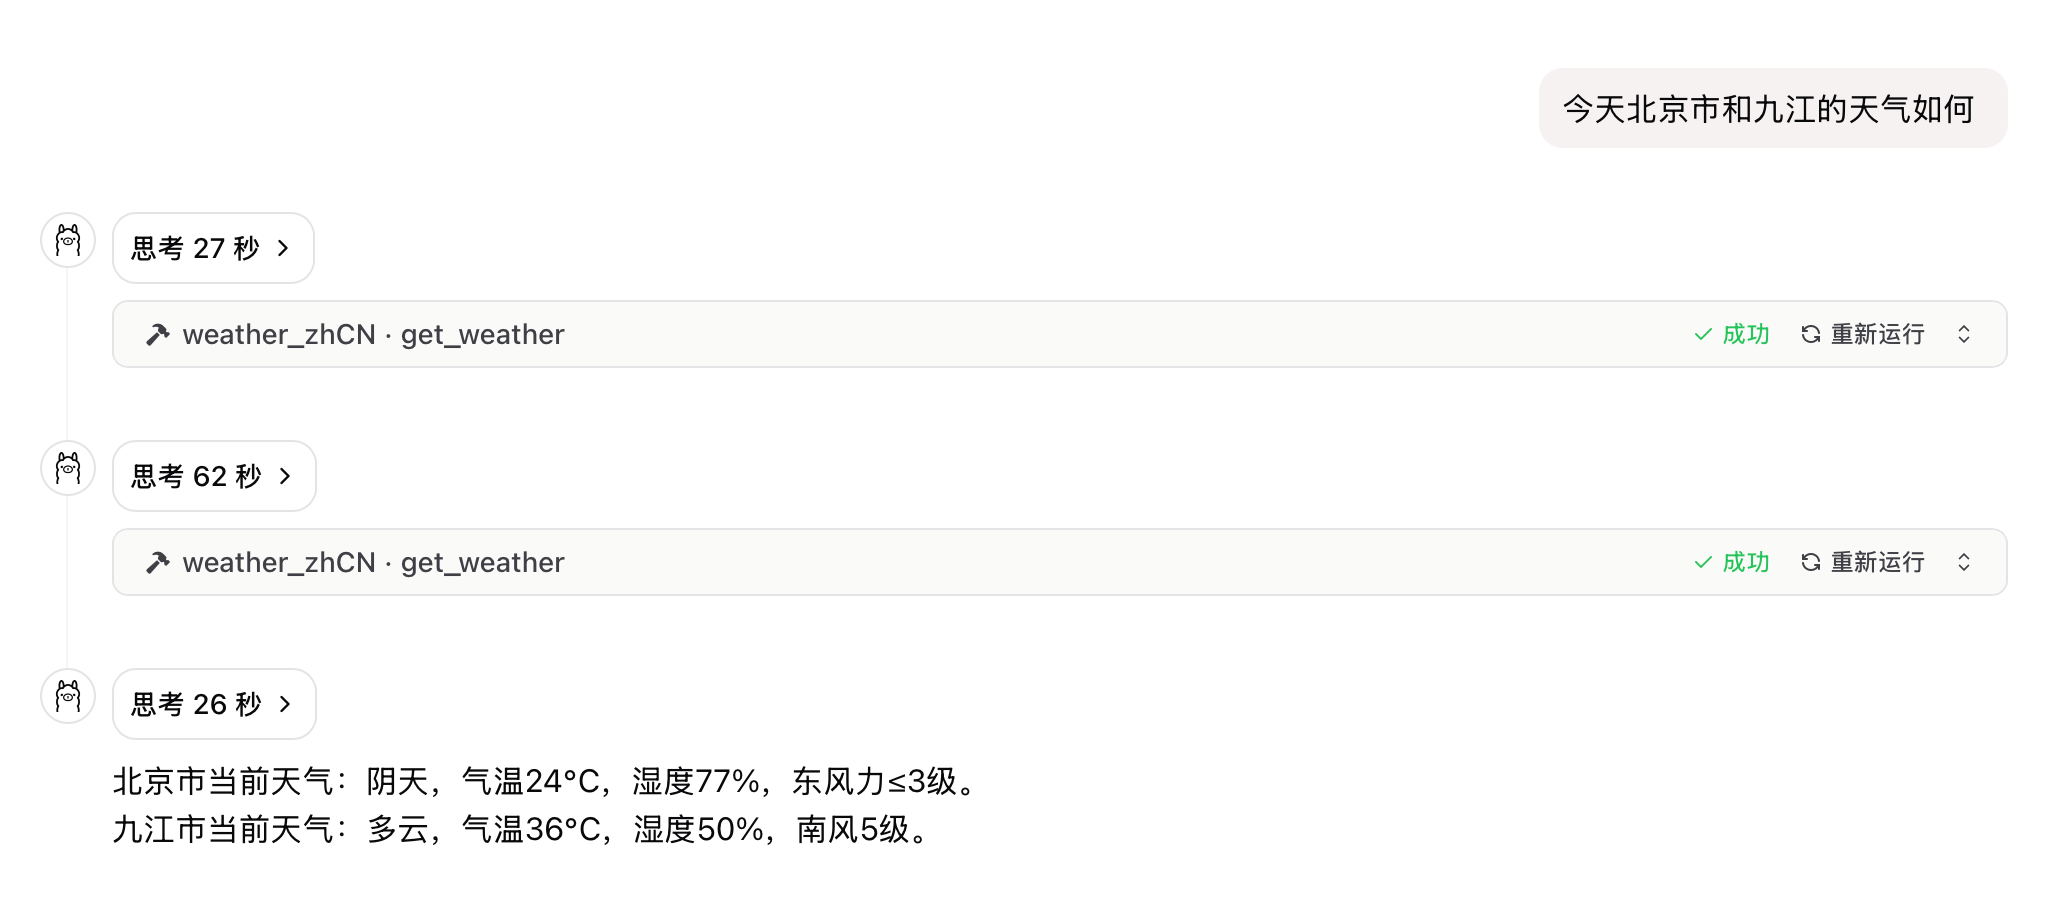 今天北京市和九江的天气如何
思考 27 秒
weather_zhCN · get_weather
成功
重新运行
思考 62 秒
weather_zhCN · get_weather
成功
重新运行
思考 26 秒
北京市当前天气：阴天，气温24°C，湿度77%，东风力≤3级。
九江市当前天气：多云，气温36°C，湿度50%，南风5级。